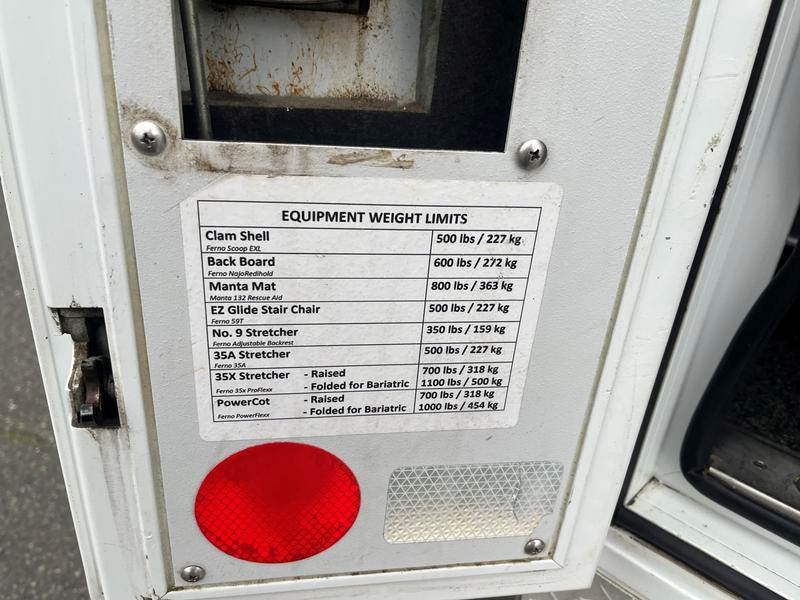 EQUIPMENT WEIGHT LIMITS
Clam Shell 500 lbs / 227 kg
Ferno Scoop EXL
Back Board 600 lbs / 272 kg
Ferno NajoRedihold
Manta Mat 800 lbs / 363 kg
Manta 132 Rescue Aid
EZ Glide Stair Chair 500 lbs / 227 kg
Ferno 59T
No. 9 Stretcher 350 lbs / 159 kg
Ferno Adjustable Backrest
35A Stretcher 500 lbs / 227 kg
Ferno 35A
35X Stretcher - Raised 700 lbs / 318 kg
Ferno 35x ProFlexx - Folded for Bariatric 1100 lbs / 500 kg
PowerCot - Raised 700 lbs / 318 kg
Ferno PowerFlexx - Folded for Bariatric 1000 lbs / 454 kg